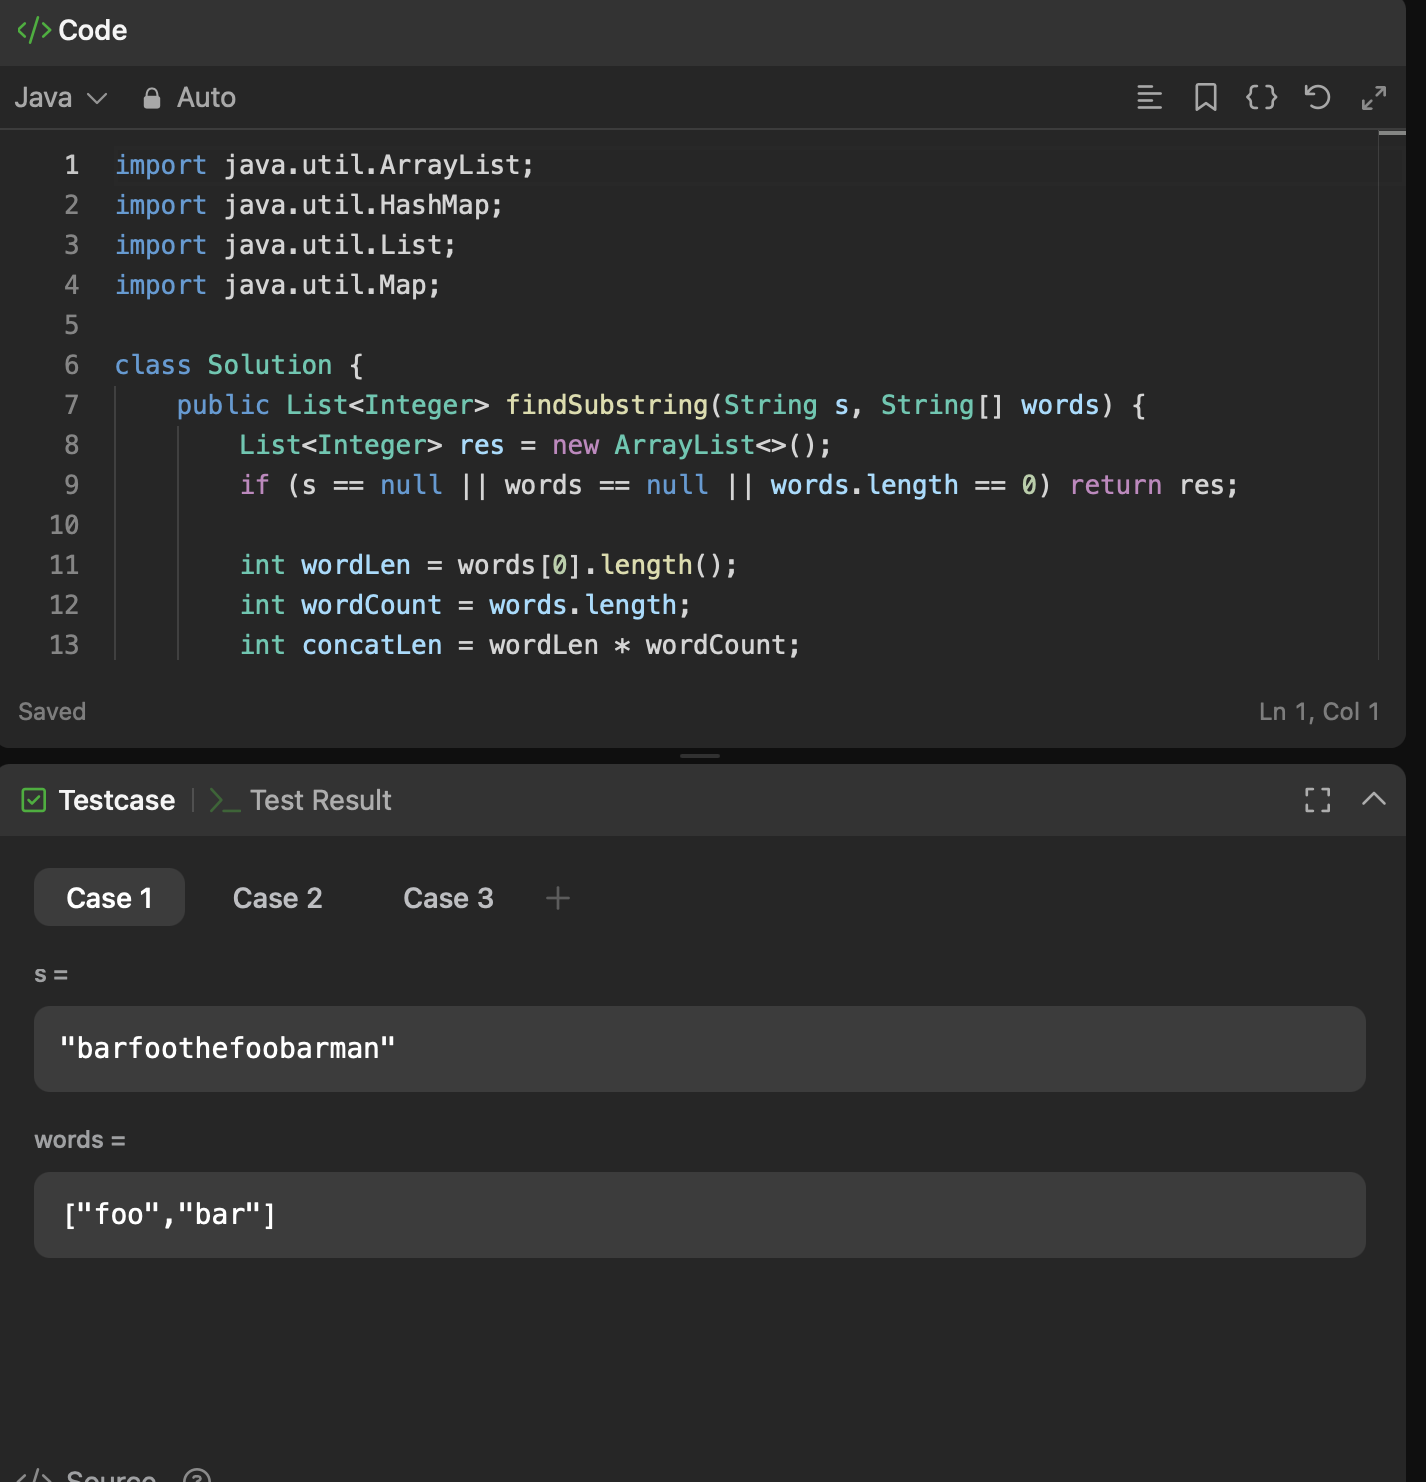 </> Code
Java Auto
1 import java.util.ArrayList;
2 import java.util.HashMap;
3 import java.util.List;
4 import java.util.Map;
5
6 class Solution {
7 public List<Integer> findSubstring(String s, String[] words) {
8 List<Integer> res = new ArrayList<>();
9 if (s == null || words == null || words.length == 0) return res;
10
11 int wordLen = words[0].length();
12 int wordCount = words.length;
13 int concatLen = wordLen * wordCount;
Saved Ln 1, Col 1
Testcase Test Result
Case 1 Case 2 Case 3 +
s =
"barfoothefoobarman"
words =
["foo","bar"]
</> Source ?